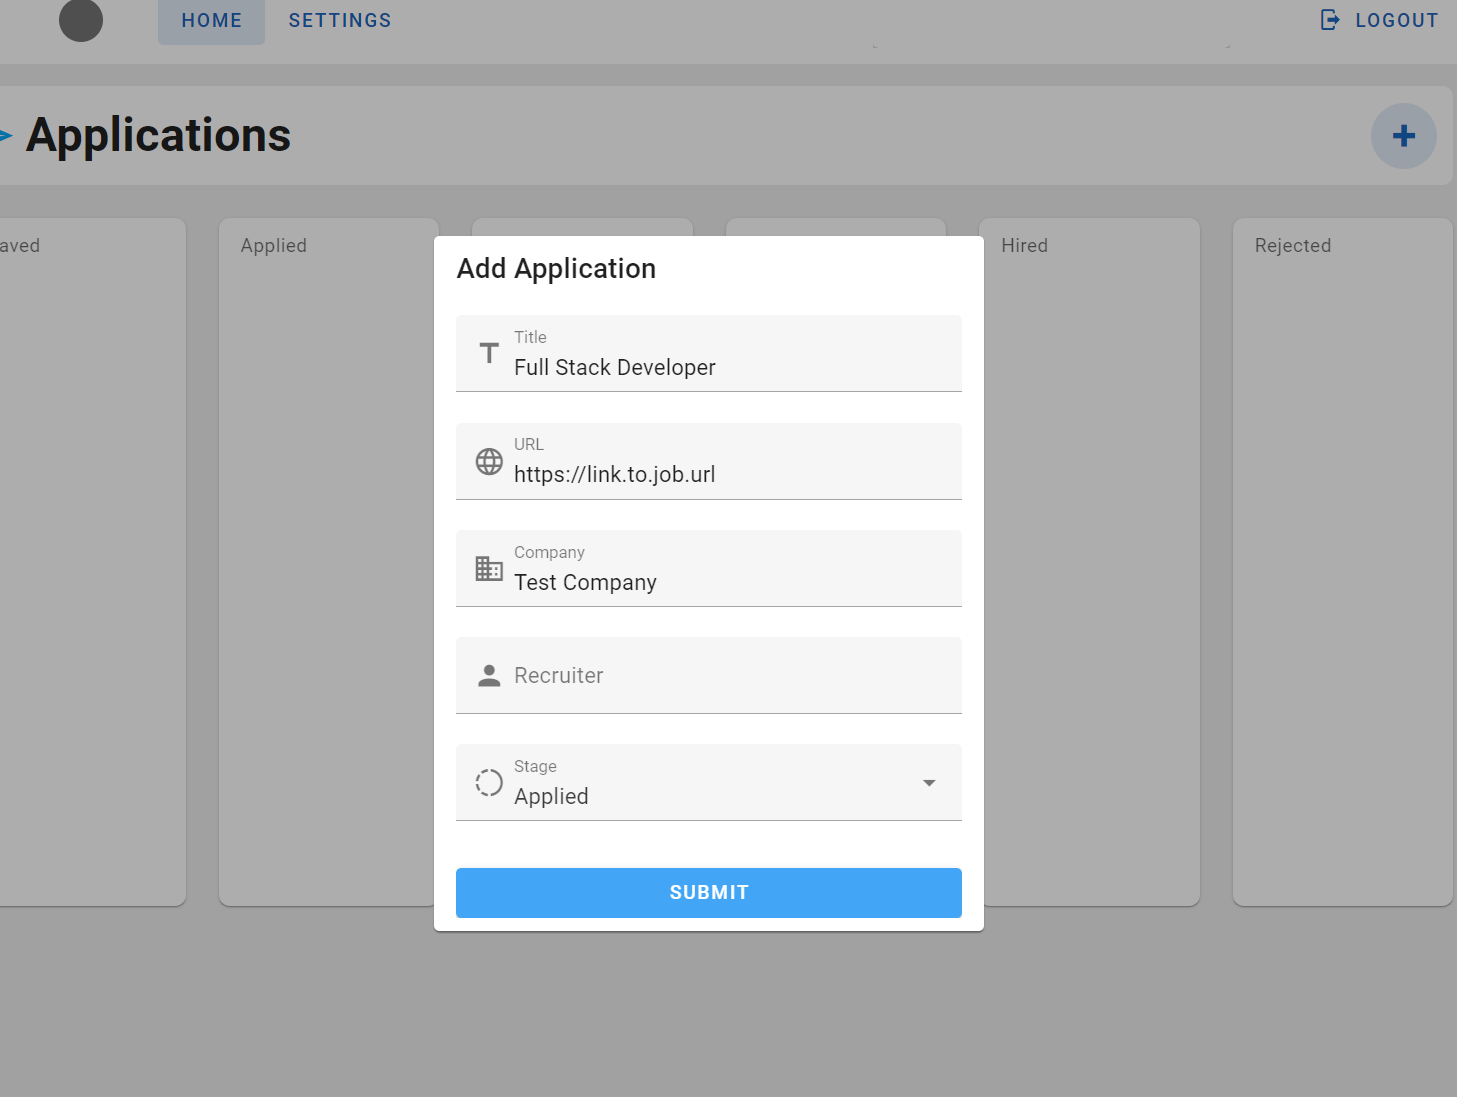 HOME SETTINGS LOGOUT
Applications
aved Applied Hired Rejected
Add Application
Title
Full Stack Developer
URL
https://link.to.job.url
Company
Test Company
Recruiter
Stage
Applied
SUBMIT